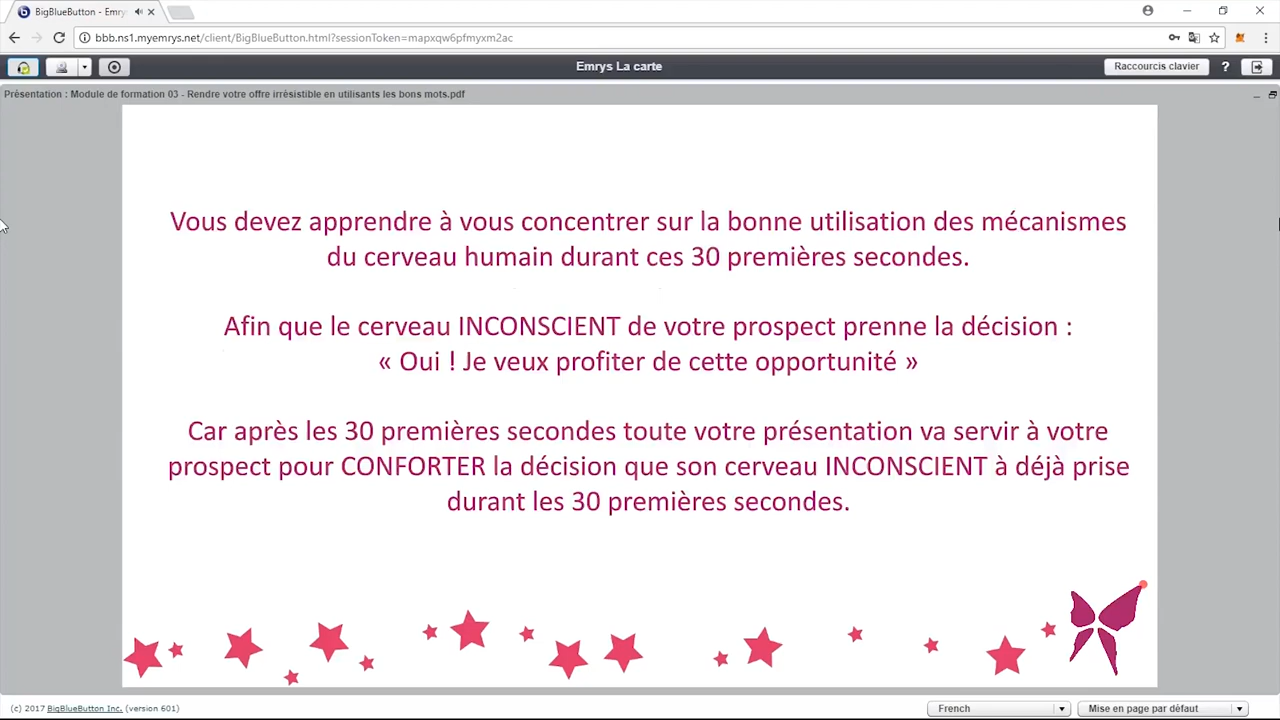 BigBlueButton - Emry
bbb.ns1.myemrys.net/client/BigBlueButton.html?sessionToken=mapxqw6pfmyxm2ac
Emrys La carte
Raccourcis clavier
?
Présentation : Module de formation 03 - Rendre votre offre irrésistible en utilisants les bons mots.pdf
Vous devez apprendre à vous concentrer sur la bonne utilisation des mécanismes
du cerveau humain durant ces 30 premières secondes.
Afin que le cerveau INCONSCIENT de votre prospect prenne la décision :
« Oui ! Je veux profiter de cette opportunité »
Car après les 30 premières secondes toute votre présentation va servir à votre
prospect pour CONFORTER la décision que son cerveau INCONSCIENT à déjà prise
durant les 30 premières secondes.
(c) 2017 BigBlueButton Inc. (version 601)
French
Mise en page par défaut